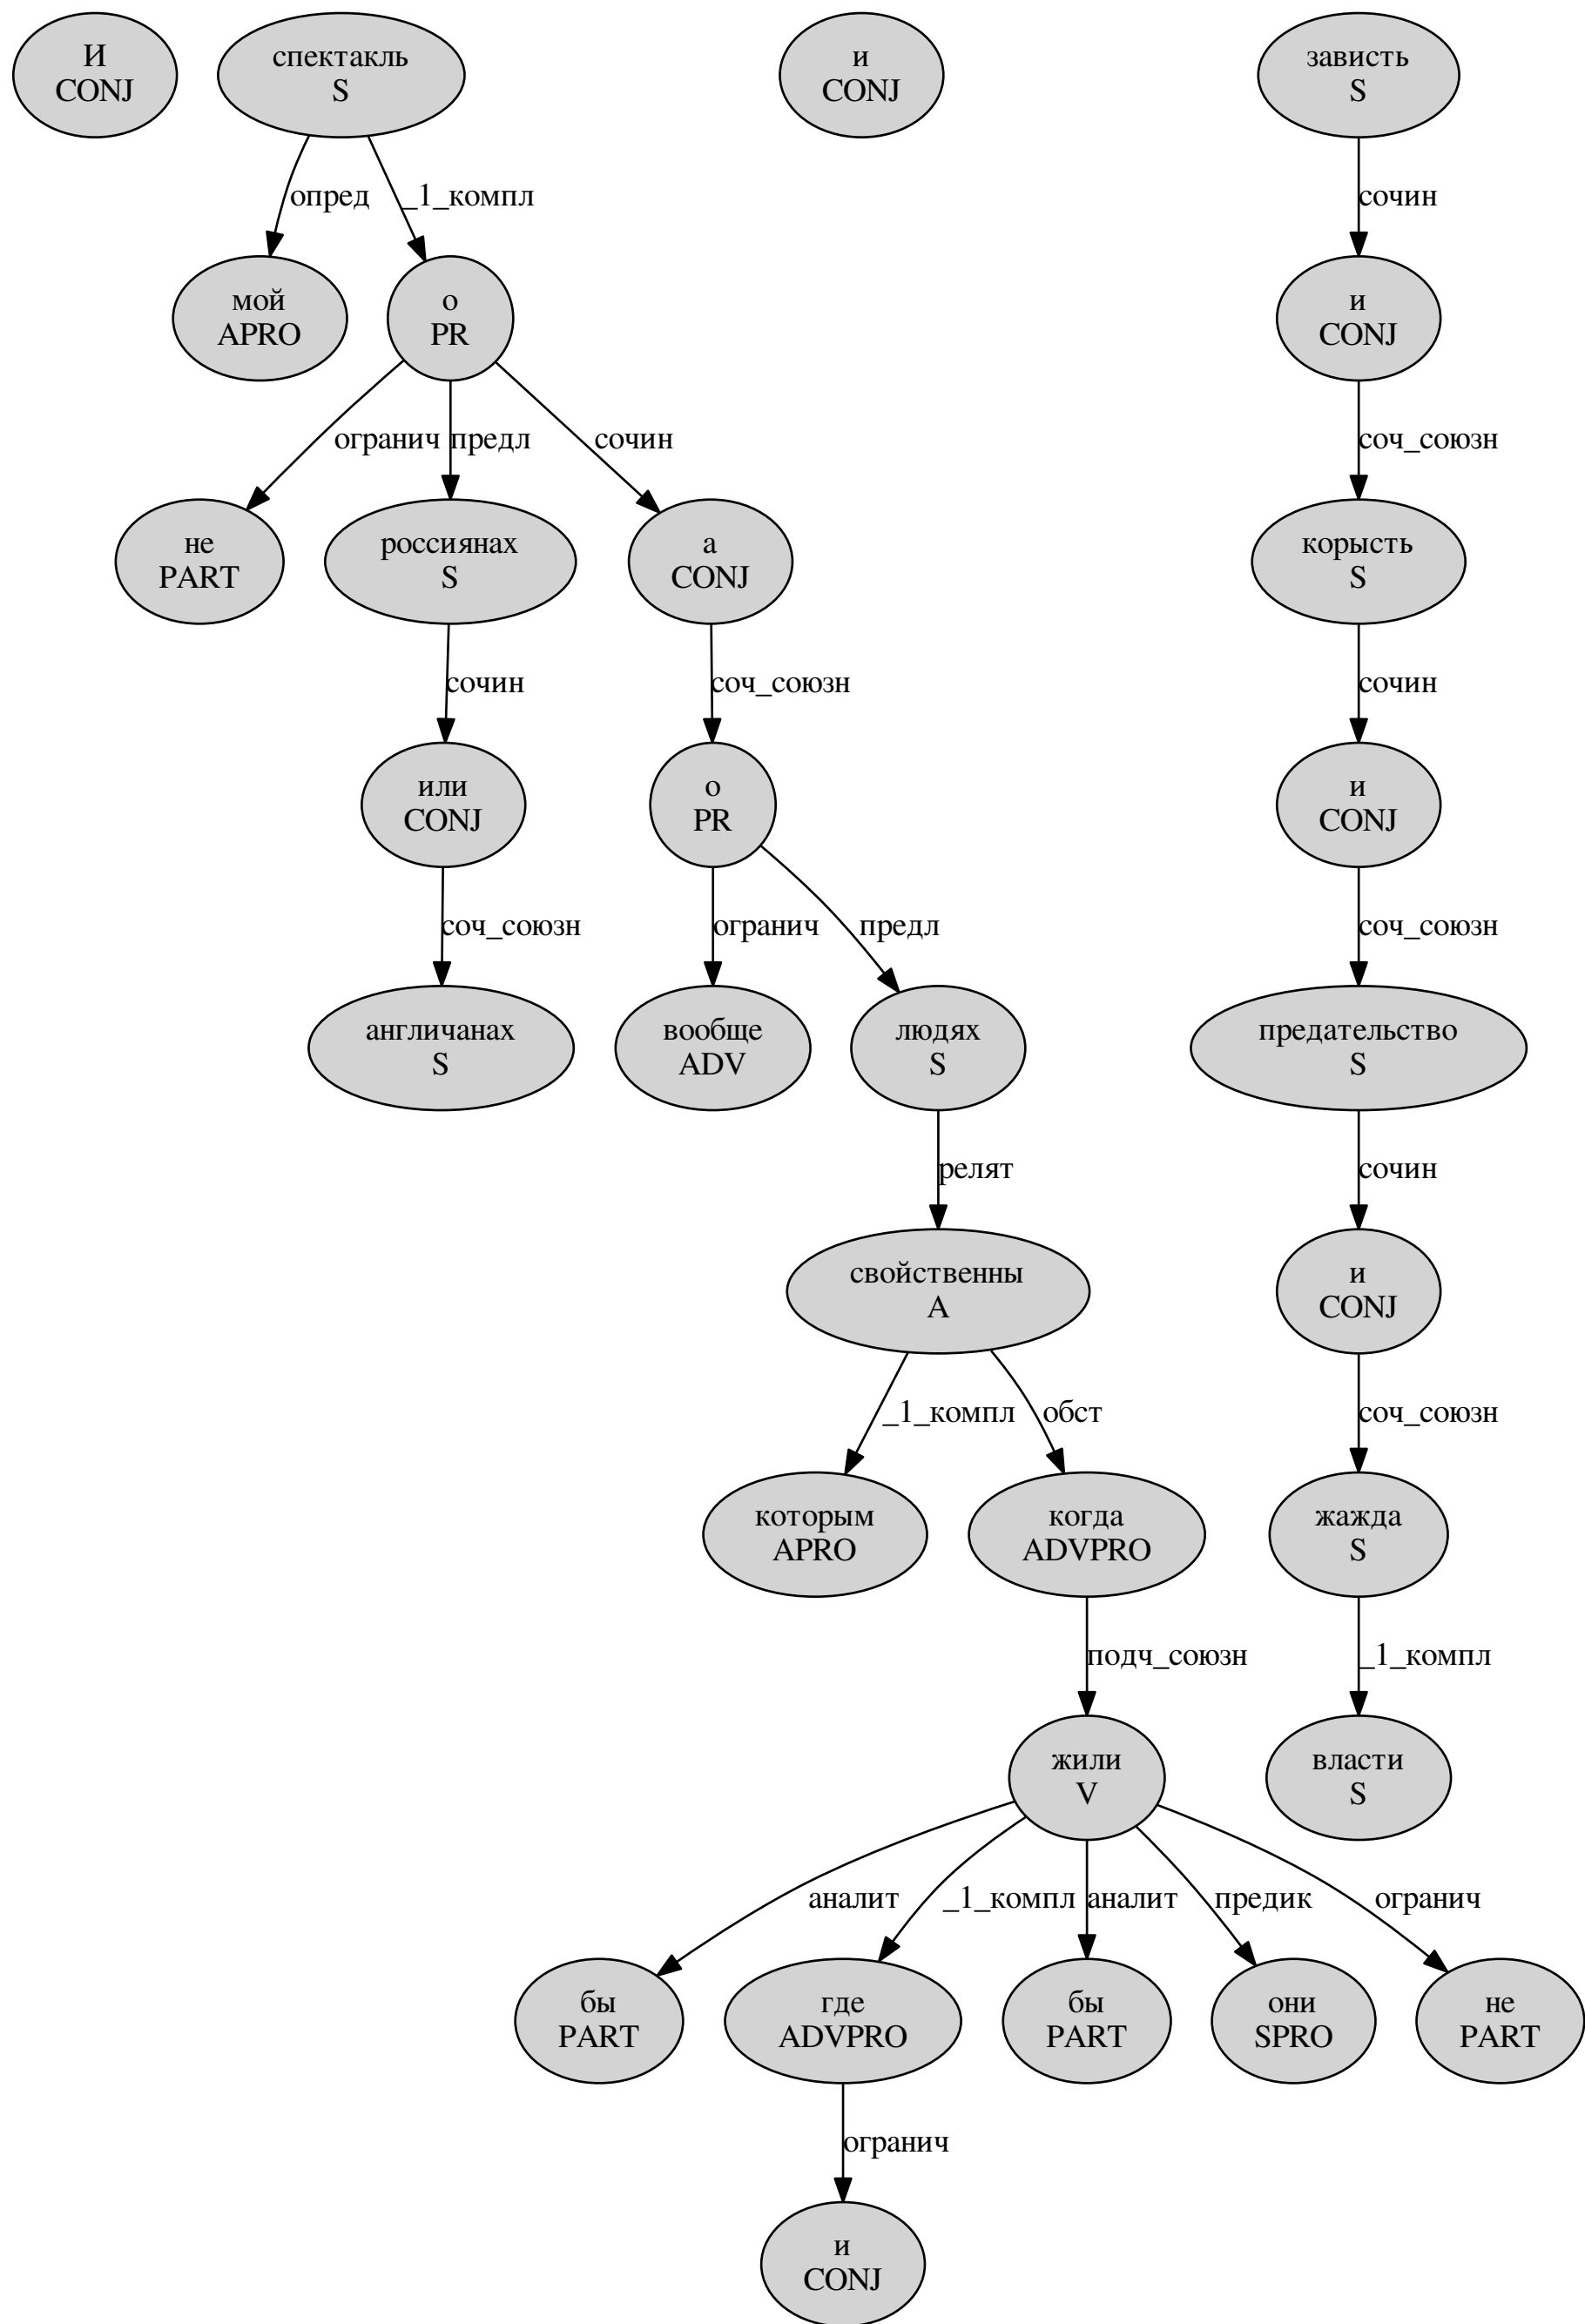 И
CONJ
спектакль
S
и
CONJ
зависть
S
опред
_1_компл
сочин
мой
APRO
о
PR
и
CONJ
огранич
предл
сочин
соч_союзн
не
PART
россиянах
S
а
CONJ
корысть
S
сочин
соч_союзн
сочин
или
CONJ
о
PR
и
CONJ
соч_союзн
огранич
предл
соч_союзн
англичанах
S
вообще
ADV
людях
S
предательство
S
релят
сочин
свойственны
A
и
CONJ
_1_компл
обст
соч_союзн
которым
APRO
когда
ADVPRO
жажда
S
подч_союзн
_1_компл
жили
V
власти
S
аналит
_1_компл
аналит
предик
огранич
бы
PART
где
ADVPRO
бы
PART
они
SPRO
не
PART
огранич
и
CONJ